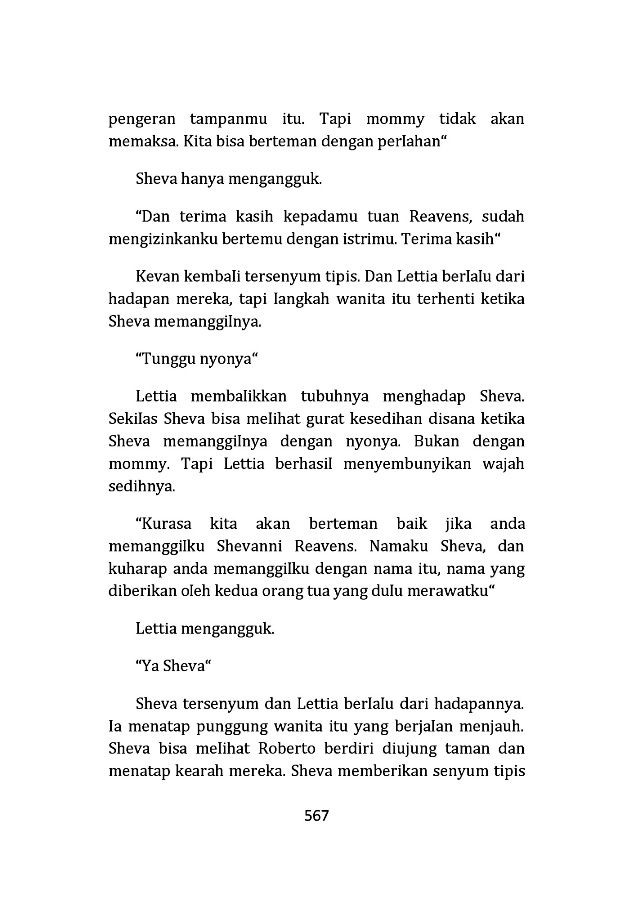 pengeran tampanmu itu. Tapi mommy tidak akan
memaksa. Kita bisa berteman dengan perlahan“
Sheva hanya mengangguk.
“Dan terima kasih kepadamu tuan Reavens, sudah
mengizinkanku bertemu dengan istrimu. Terima kasih“
Kevan kembali tersenyum tipis. Dan Lettia berlalu dari
hadapan mereka, tapi langkah wanita itu terhenti ketika
Sheva memanggilnya.
“Tunggu nyonya“
Lettia membalikkan tubuhnya menghadap Sheva.
Sekilas Sheva bisa melihat gurat kesedihan disana ketika
Sheva memanggilnya dengan nyonya. Bukan dengan
mommy. Tapi Lettia berhasil menyembunyikan wajah
sedihnya.
“Kurasa kita akan berteman baik jika anda
memanggilku Shevanni Reavens. Namaku Sheva, dan
kuharap anda memanggilku dengan nama itu, nama yang
diberikan oleh kedua orang tua yang dulu merawatku“
Lettia mengangguk.
“Ya Sheva“
Sheva tersenyum dan Lettia berlalu dari hadapannya.
Ia menatap punggung wanita itu yang berjalan menjauh.
Sheva bisa melihat Roberto berdiri diujung taman dan
menatap kearah mereka. Sheva memberikan senyum tipis
567